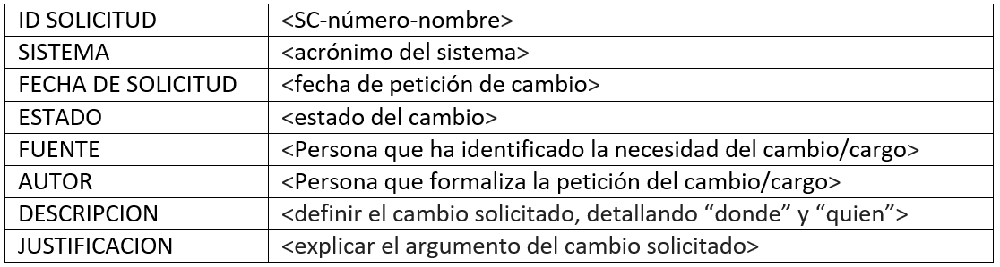 ID SOLICITUD <SC-número-nombre>
SISTEMA <acrónimo del sistema>
FECHA DE SOLICITUD <fecha de petición de cambio>
ESTADO <estado del cambio>
FUENTE <Persona que ha identificado la necesidad del cambio/cargo>
AUTOR <Persona que formaliza la petición del cambio/cargo>
DESCRIPCION <definir el cambio solicitado, detallando “donde” y “quien”>
JUSTIFICACION <explicar el argumento del cambio solicitado>